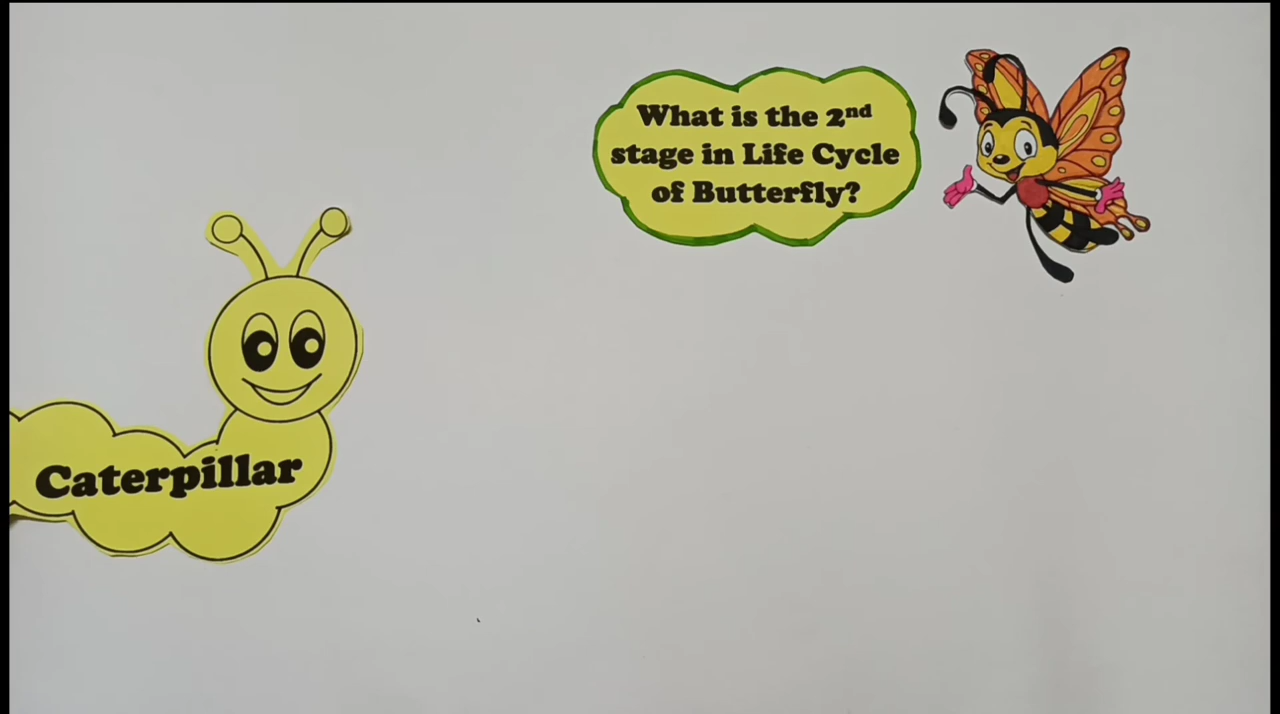 What is the 2nd
stage in Life Cycle
of Butterfly?
Caterpillar